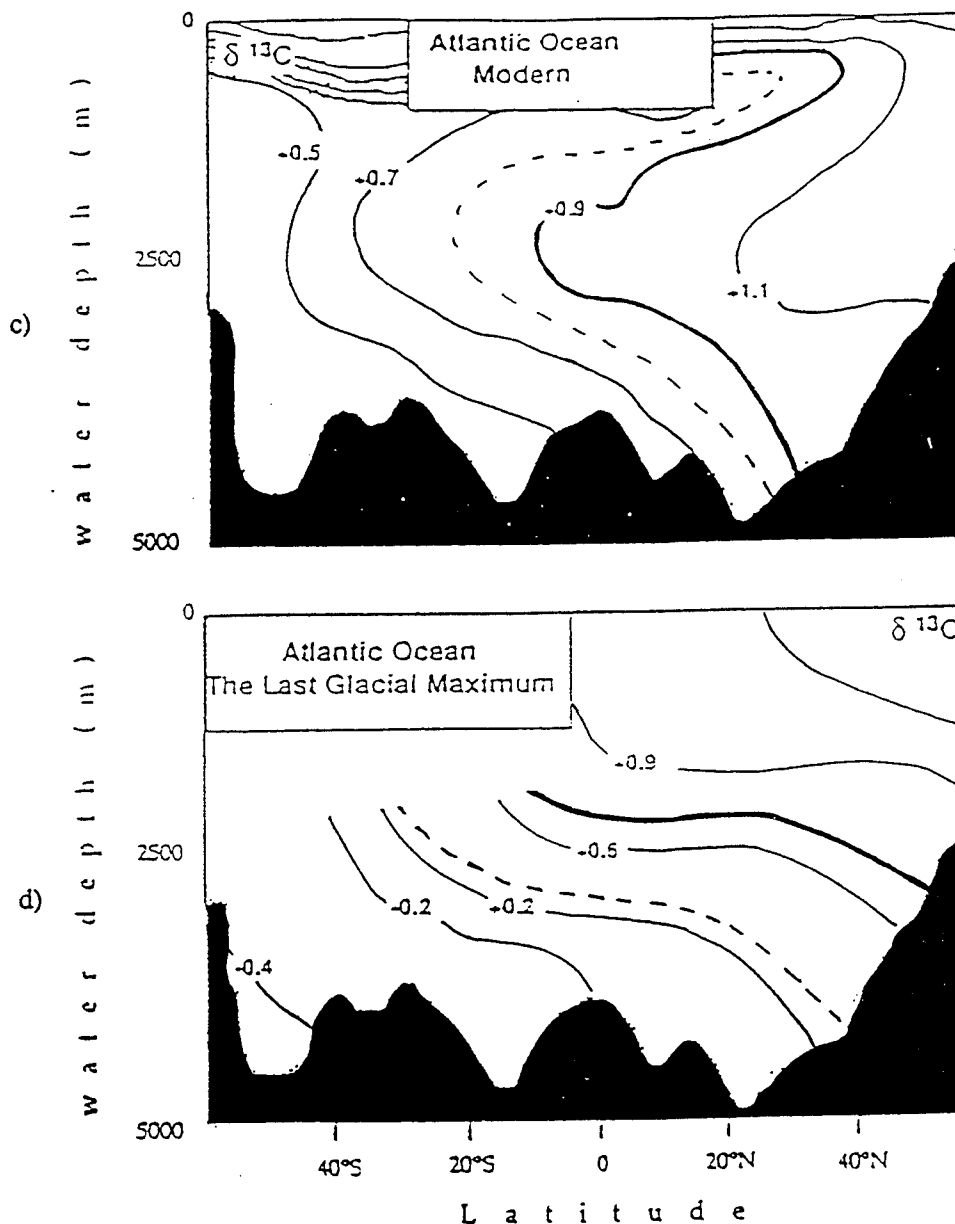 c)
water depth (m)
0
2500
5000
δ 13C
Atlantic Ocean
Modern
+0.5
+0.7
+0.9
+1.1
d)
water depth (m)
0
2500
5000
Atlantic Ocean
The Last Glacial Maximum
δ 13C
+0.9
-0.2
+0.2
-0.4
40°S 20°S 0 20°N 40°N
Latitude